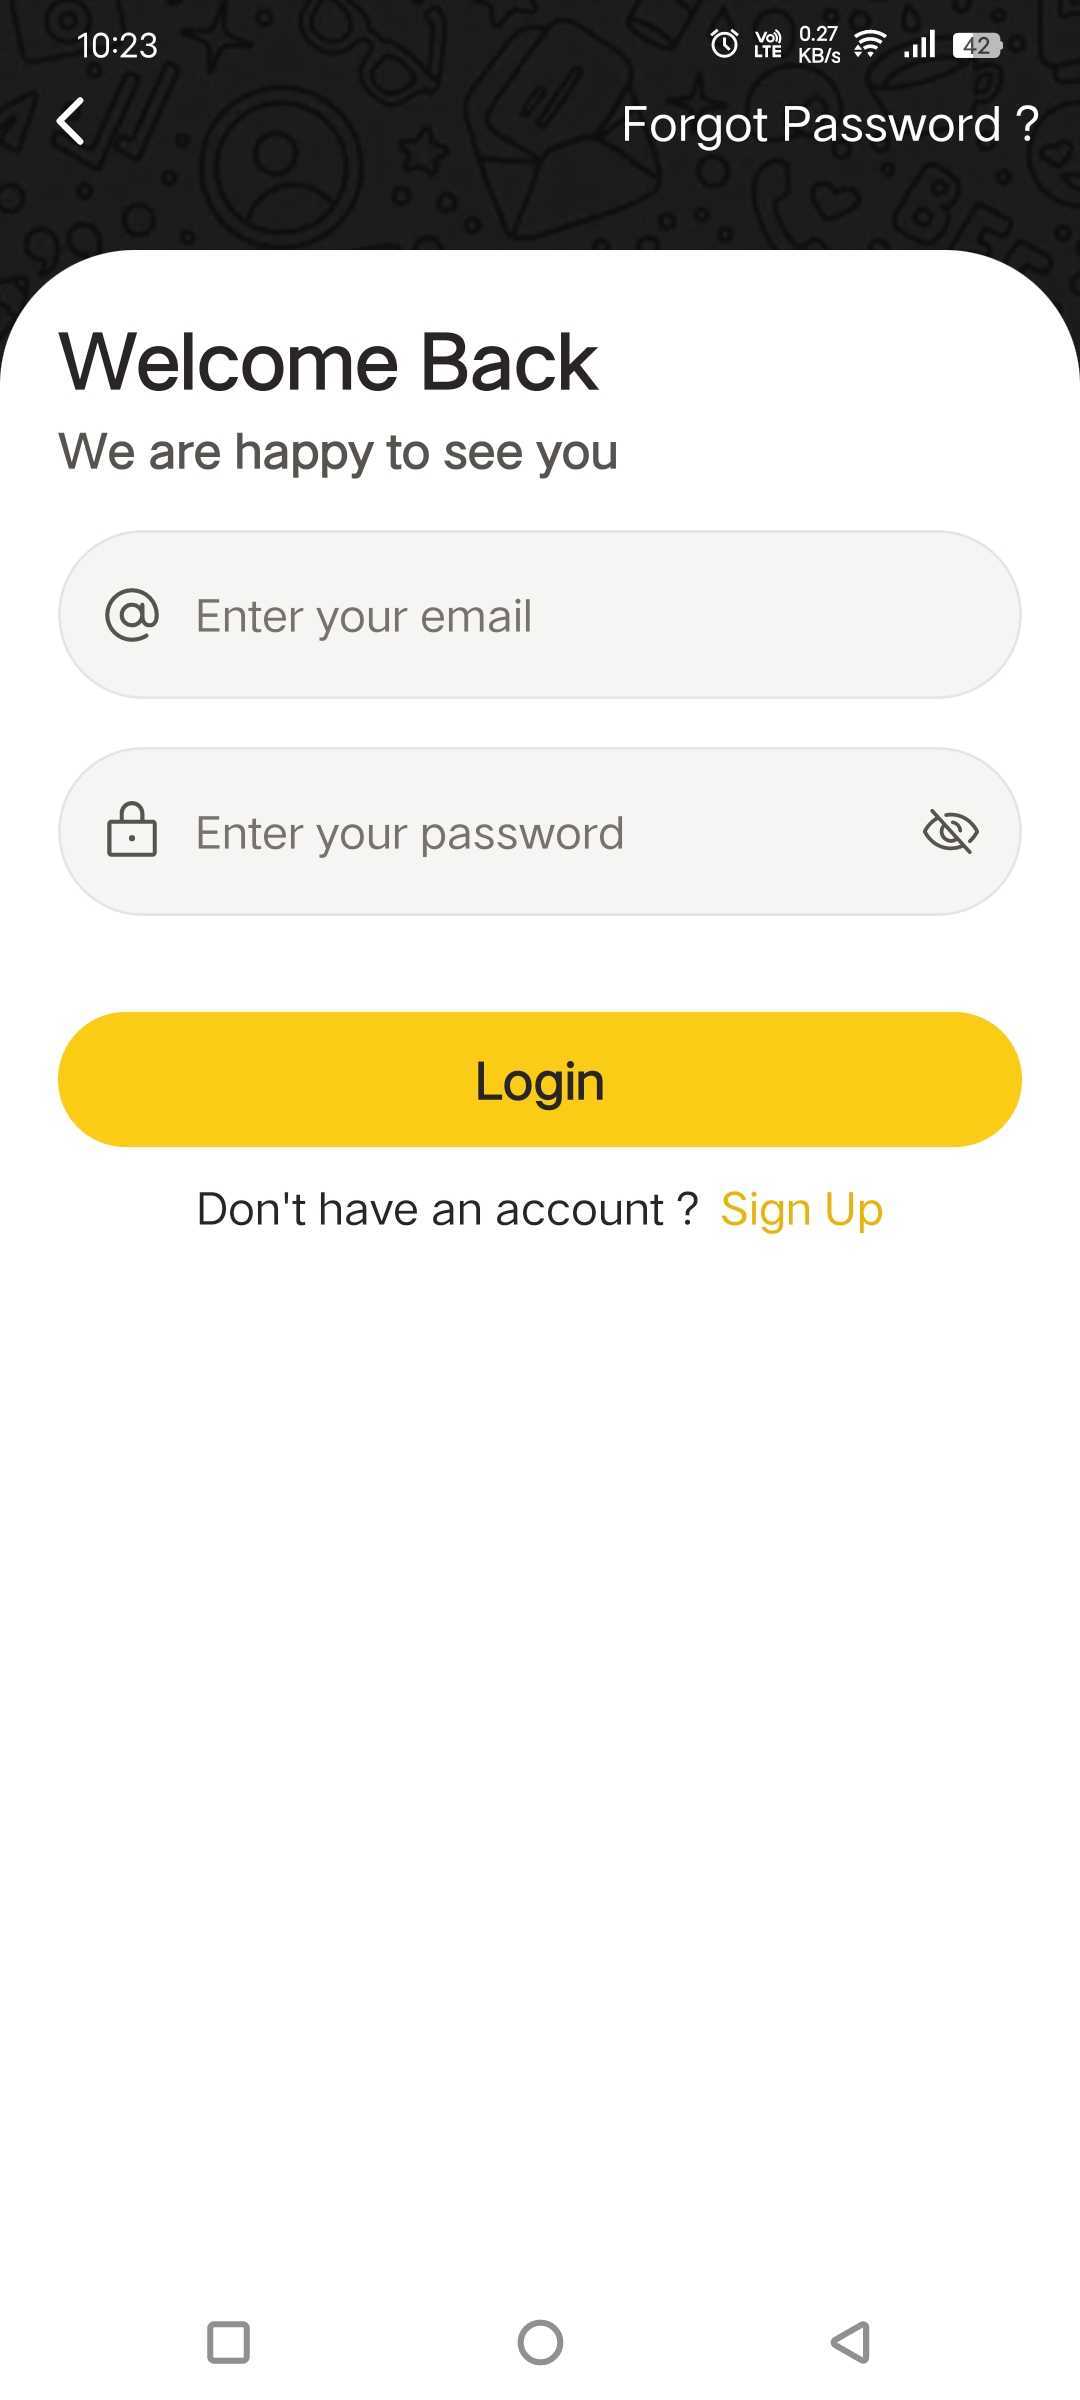 10:23
Vo)) LTE 0.27 KB/s 42
Forgot Password ?
Welcome Back
We are happy to see you
Enter your email
Enter your password
Login
Don't have an account ? Sign Up